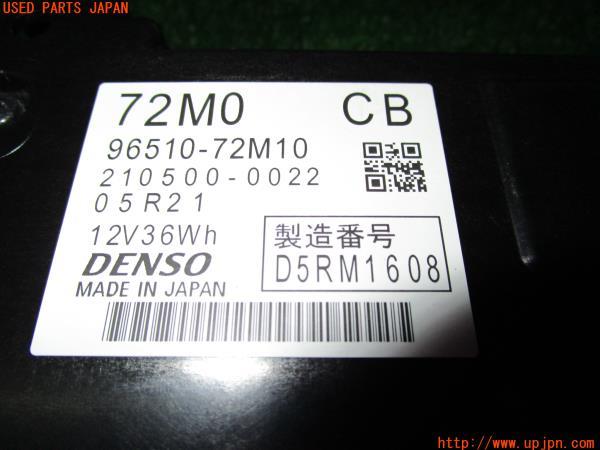 USED PARTS JAPAN
72M0 CB
96510-72M10
210500-0022
05R21
12V36Wh
製造番号
DENSO
D5RM1608
MADE IN JAPAN
http://www.upjpn.com